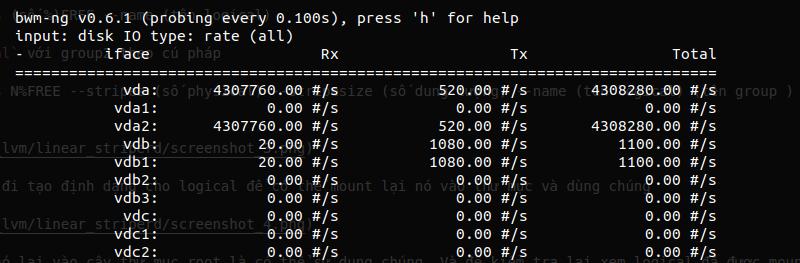 bwm-ng v0.6.1 (probing every 0.100s), press 'h' for help
input: disk IO type: rate (all)
- iface Rx Tx Total
==============================================================================
vda: 4307760.00 #/s 520.00 #/s 4308280.00 #/s
vda1: 0.00 #/s 0.00 #/s 0.00 #/s
vda2: 4307760.00 #/s 520.00 #/s 4308280.00 #/s
vdb: 20.00 #/s 1080.00 #/s 1100.00 #/s
vdb1: 20.00 #/s 1080.00 #/s 1100.00 #/s
vdb2: 0.00 #/s 0.00 #/s 0.00 #/s
vdb3: 0.00 #/s 0.00 #/s 0.00 #/s
vdc: 0.00 #/s 0.00 #/s 0.00 #/s
vdc1: 0.00 #/s 0.00 #/s 0.00 #/s
vdc2: 0.00 #/s 0.00 #/s 0.00 #/s